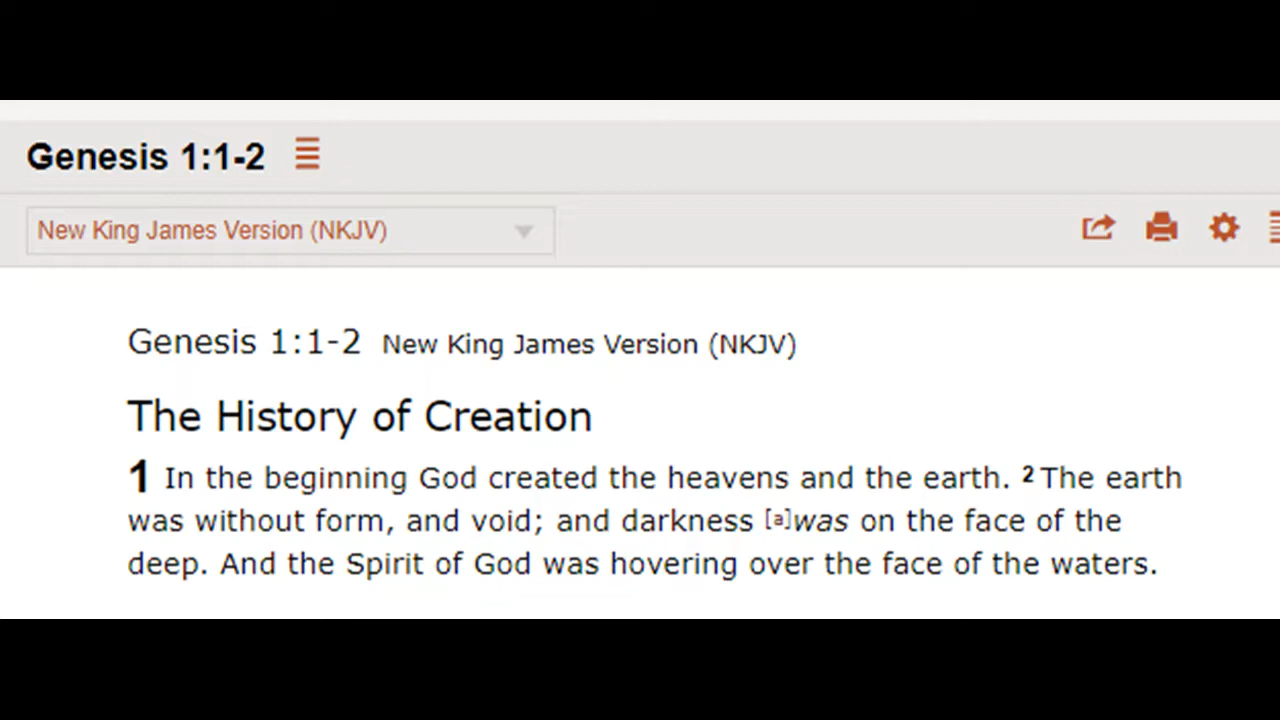 Genesis 1:1-2
New King James Version (NKJV)
Genesis 1:1-2 New King James Version (NKJV)
The History of Creation
1 In the beginning God created the heavens and the earth. 2 The earth
was without form, and void; and darkness [a]was on the face of the
deep. And the Spirit of God was hovering over the face of the waters.